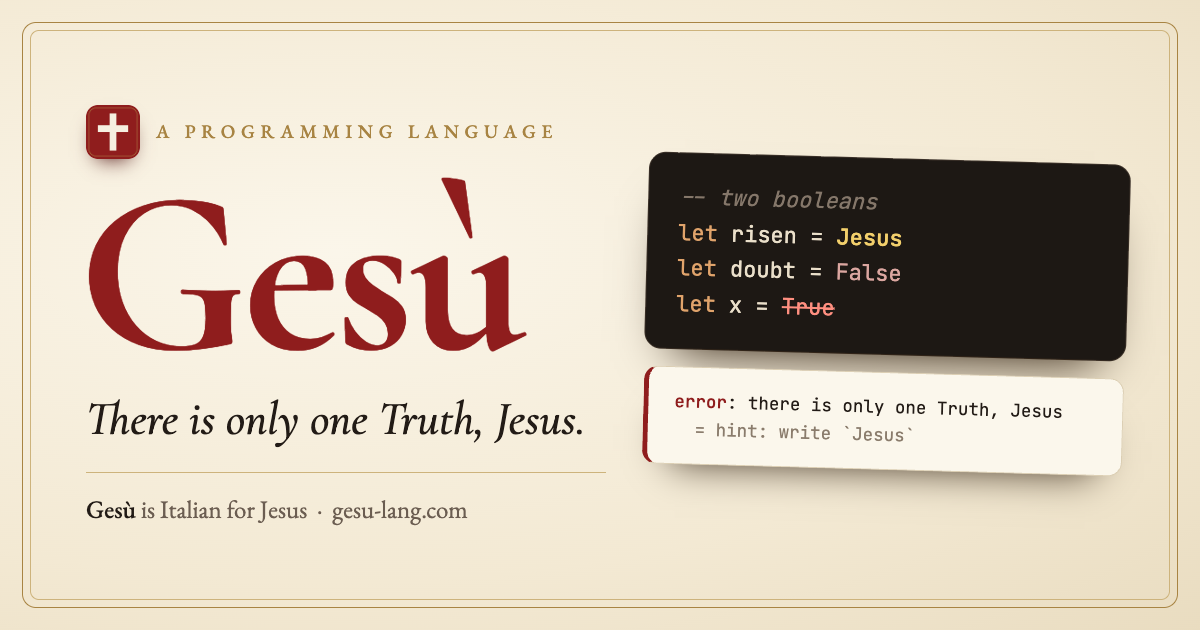 A PROGRAMMING LANGUAGE
Gesù
There is only one Truth, Jesus.
Gesù is Italian for Jesus · gesu-lang.com
-- two booleans
let risen = Jesus
let doubt = False
let x = True
error: there is only one Truth, Jesus
= hint: write `Jesus`